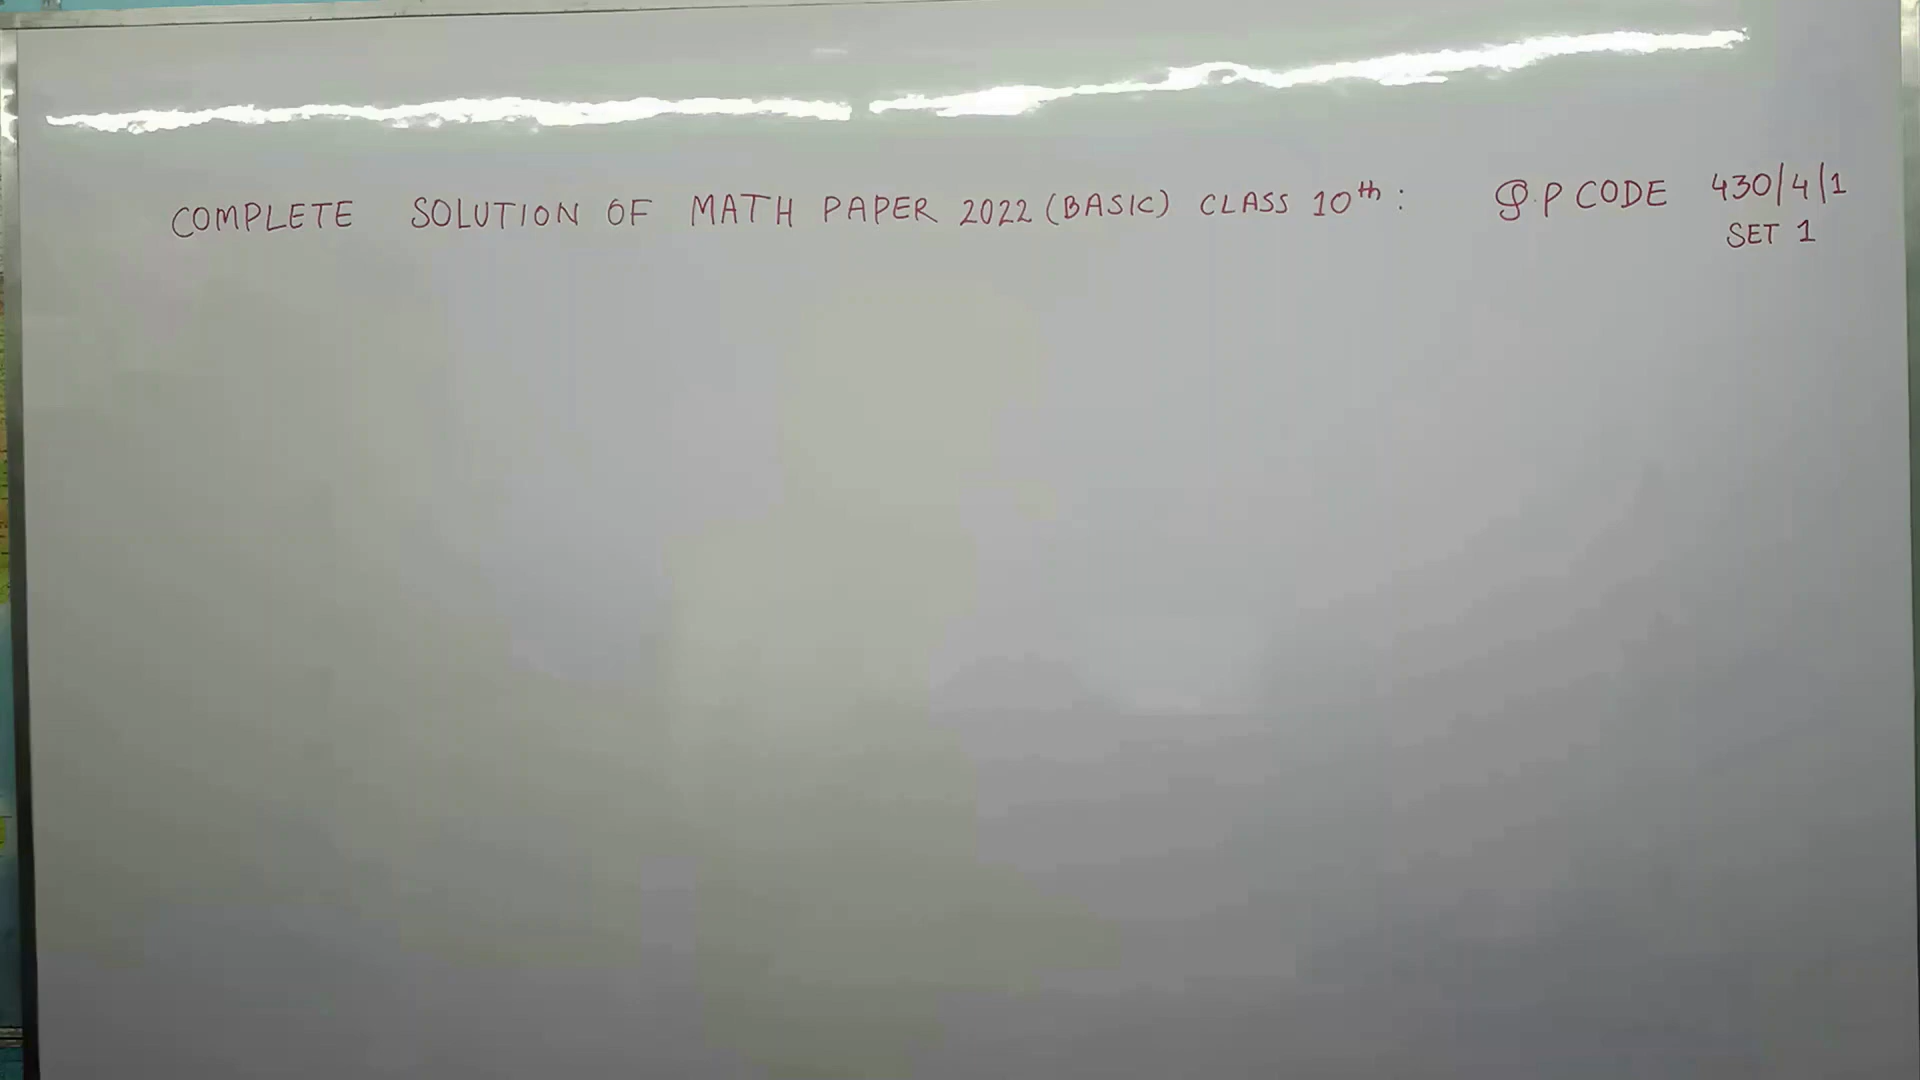 COMPLETE SOLUTION OF MATH PAPER 2022 (BASIC) CLASS 10th : Q.P CODE 430/4/1
SET 1